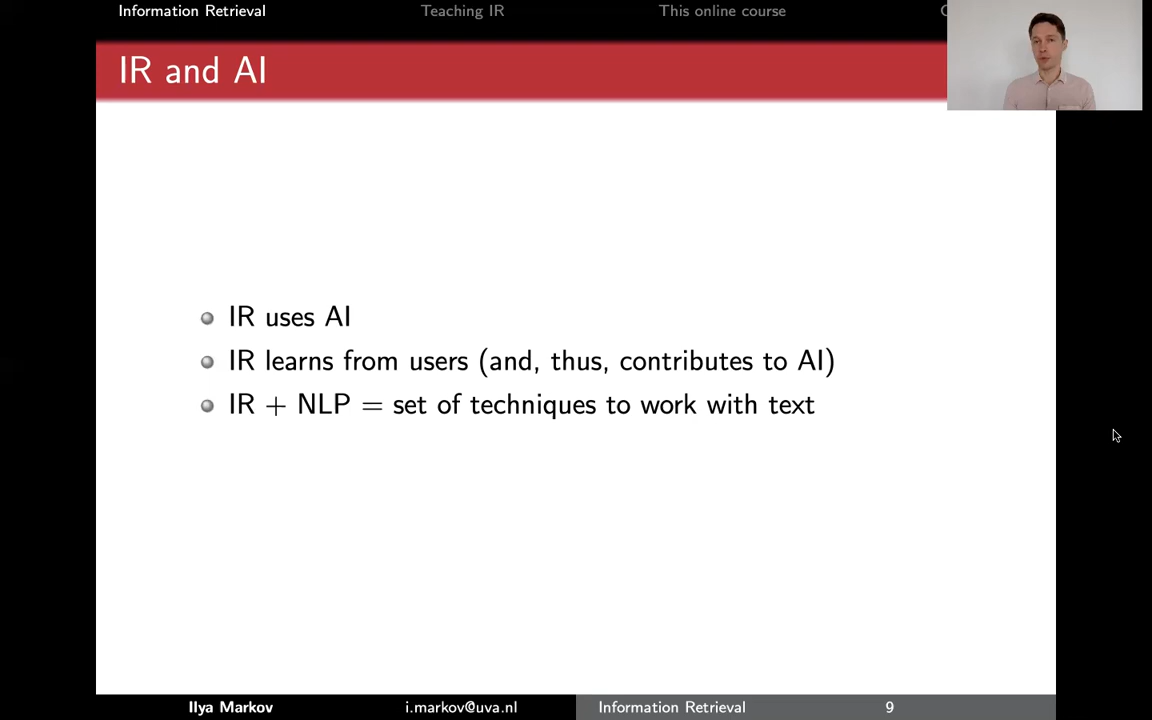 Information Retrieval Teaching IR This online course
IR and AI
IR uses AI
IR learns from users (and, thus, contributes to AI)
IR + NLP = set of techniques to work with text
Ilya Markov i.markov@uva.nl Information Retrieval 9